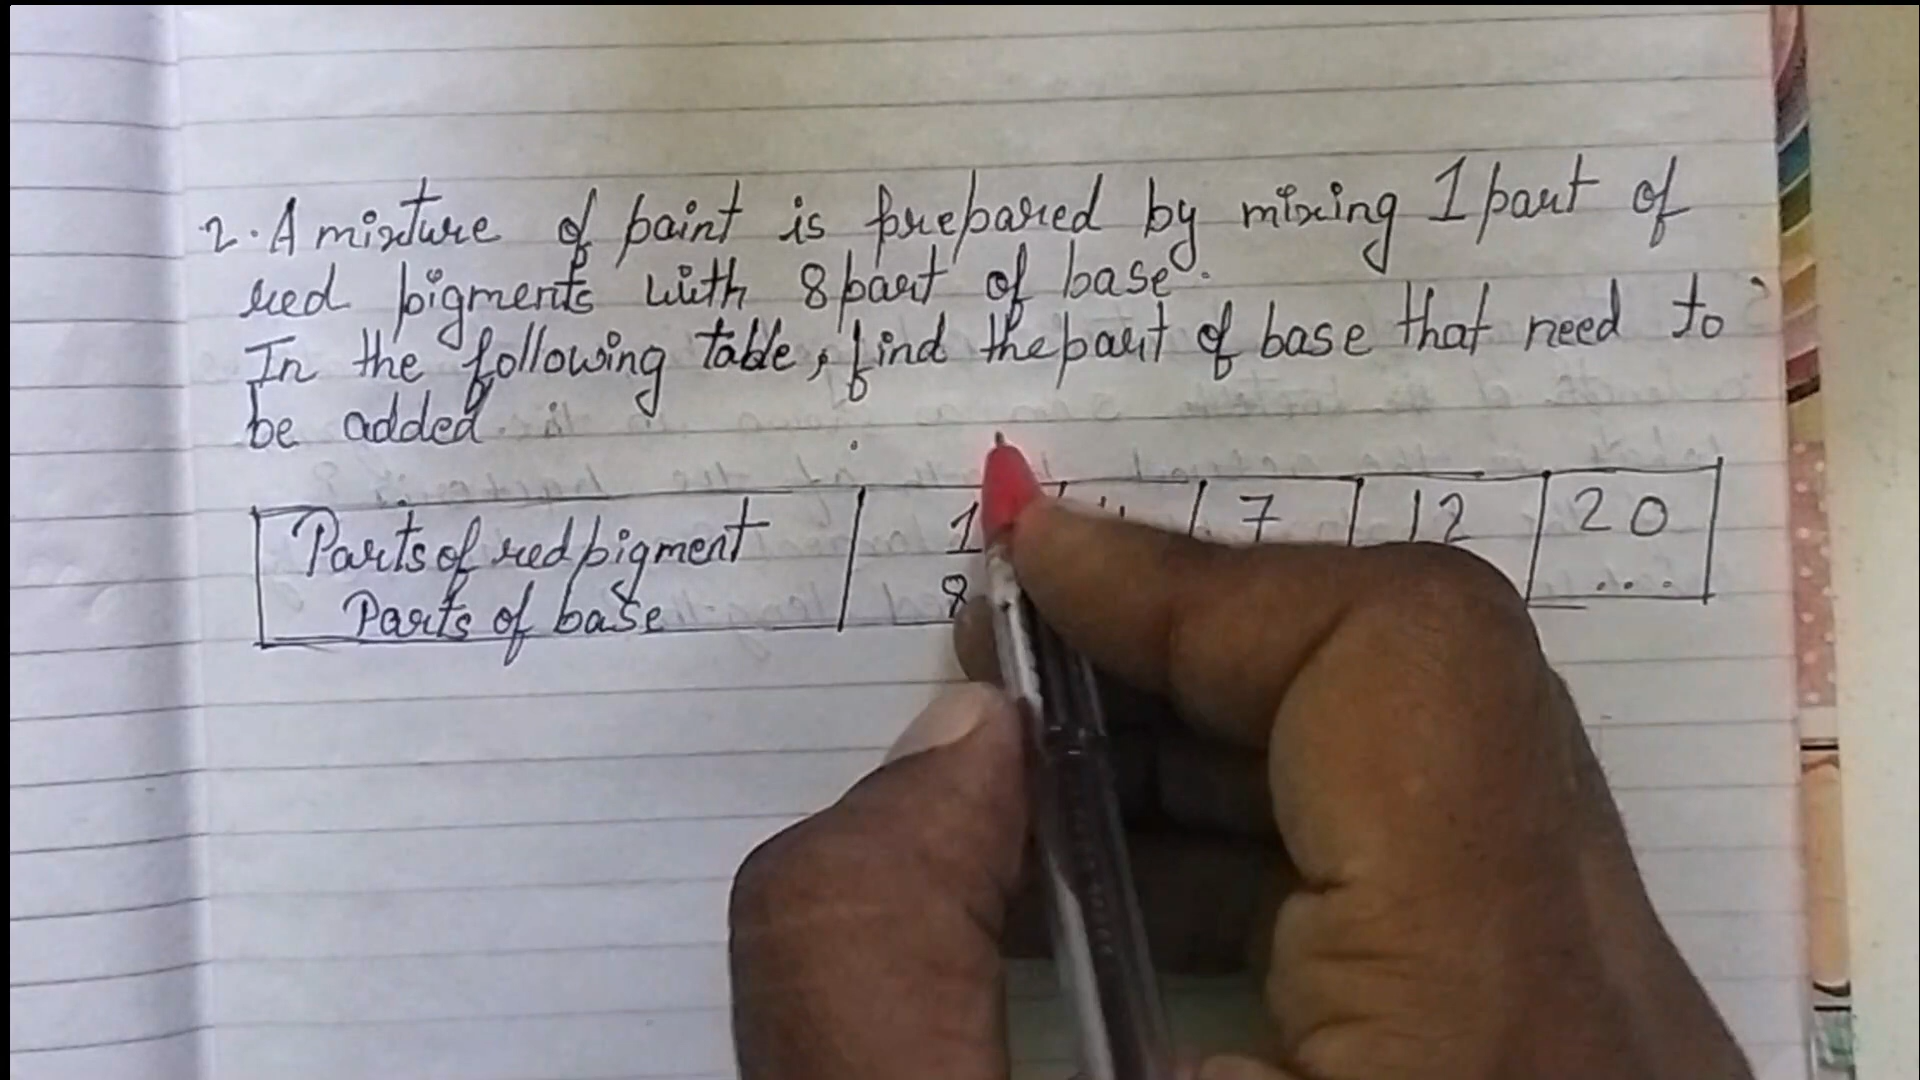 2. A mixture of paint is prepared by mixing 1 part of
red pigments with 8 part of base.
In the following table, find the part of base that need to
be added.
Parts of red pigment 1 7 12 20
Parts of base 8 ...